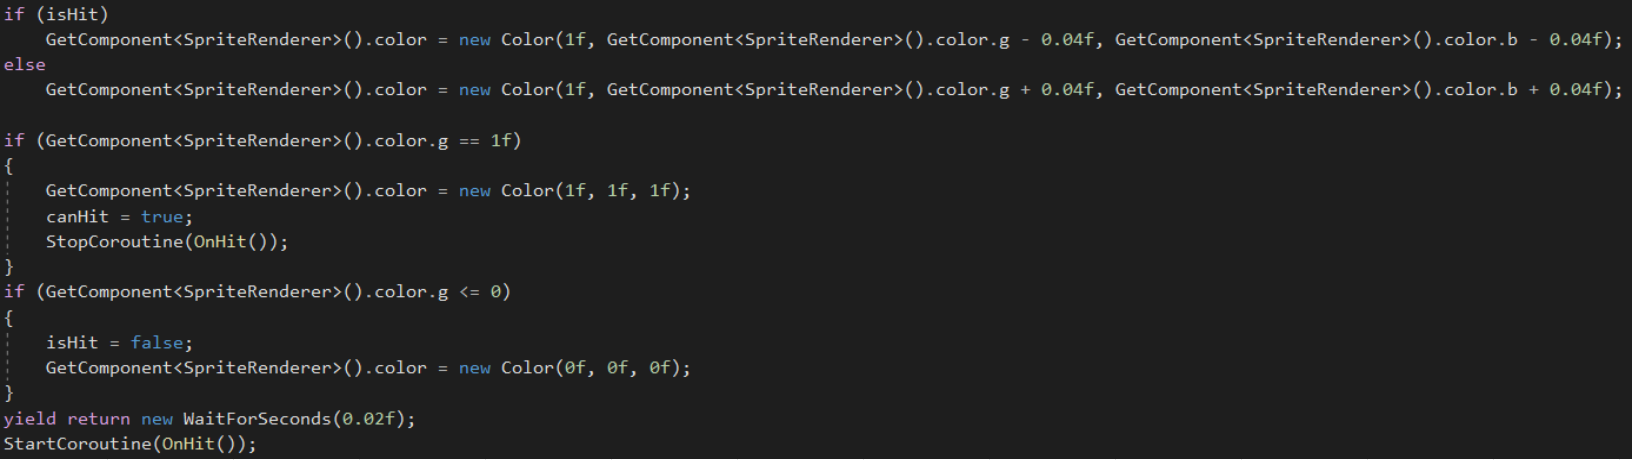 if (isHit)
    GetComponent<SpriteRenderer>().color = new Color(1f, GetComponent<SpriteRenderer>().color.g - 0.04f, GetComponent<SpriteRenderer>().color.b - 0.04f);
else
    GetComponent<SpriteRenderer>().color = new Color(1f, GetComponent<SpriteRenderer>().color.g + 0.04f, GetComponent<SpriteRenderer>().color.b + 0.04f);

if (GetComponent<SpriteRenderer>().color.g == 1f)
{
    GetComponent<SpriteRenderer>().color = new Color(1f, 1f, 1f);
    canHit = true;
    StopCoroutine(OnHit());
}
if (GetComponent<SpriteRenderer>().color.g <= 0)
{
    isHit = false;
    GetComponent<SpriteRenderer>().color = new Color(0f, 0f, 0f);
}
yield return new WaitForSeconds(0.02f);
StartCoroutine(OnHit());